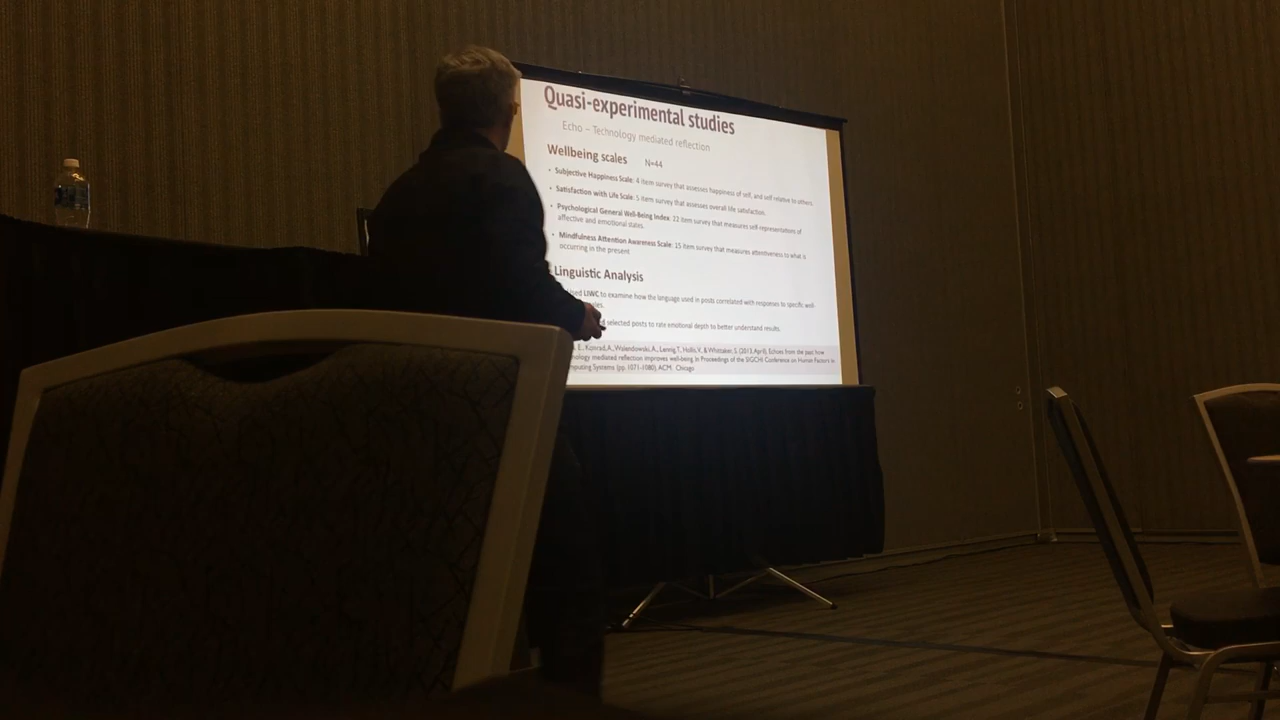 Quasi-experimental studies
Echo – Technology mediated reflection
Wellbeing scales N=44
• Subjective Happiness Scale: 4 item survey that assesses happiness of self, and self relative to others.
• Satisfaction with Life Scale: 5 item survey that assesses overall life satisfaction.
• Psychological General Well-Being Index: 22 item survey that measures self-representations of
affective and emotional states.
• Mindfulness Attention Awareness Scale: 15 item survey that measures attentiveness to what is
occurring in the present
Linguistic Analysis
LIWC to examine how the language used in posts correlated with responses to specific well-
selected posts to rate emotional depth to better understand results.
E., Konrad, A., Walendowski, A., Lennig, T., Hollis, V., & Whittaker, S. (2013, April). Echoes from the past: how
mediated reflection improves well-being. In Proceedings of the SIGCHI Conference on Human Factors in
Systems (pp. 1071-1080), ACM. Chicago